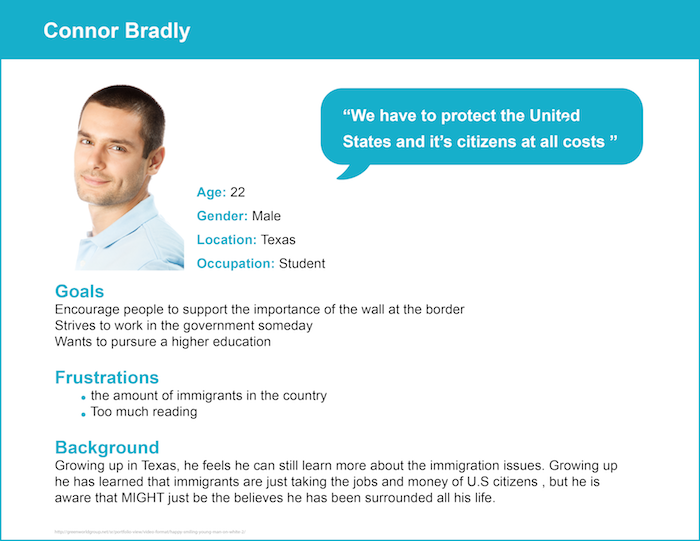 Connor Bradly
“We have to protect the United
States and it’s citizens at all costs ”
Age: 22
Gender: Male
Location: Texas
Occupation: Student
Goals
Encourage people to support the importance of the wall at the border
Strives to work in the government someday
Wants to pursure a higher education
Frustrations
the amount of immigrants in the country
Too much reading
Background
Growing up in Texas, he feels he can still learn more about the immigration issues. Growing up
he has learned that immigrants are just taking the jobs and money of U.S citizens , but he is
aware that MIGHT just be the believes he has been surrounded all his life.